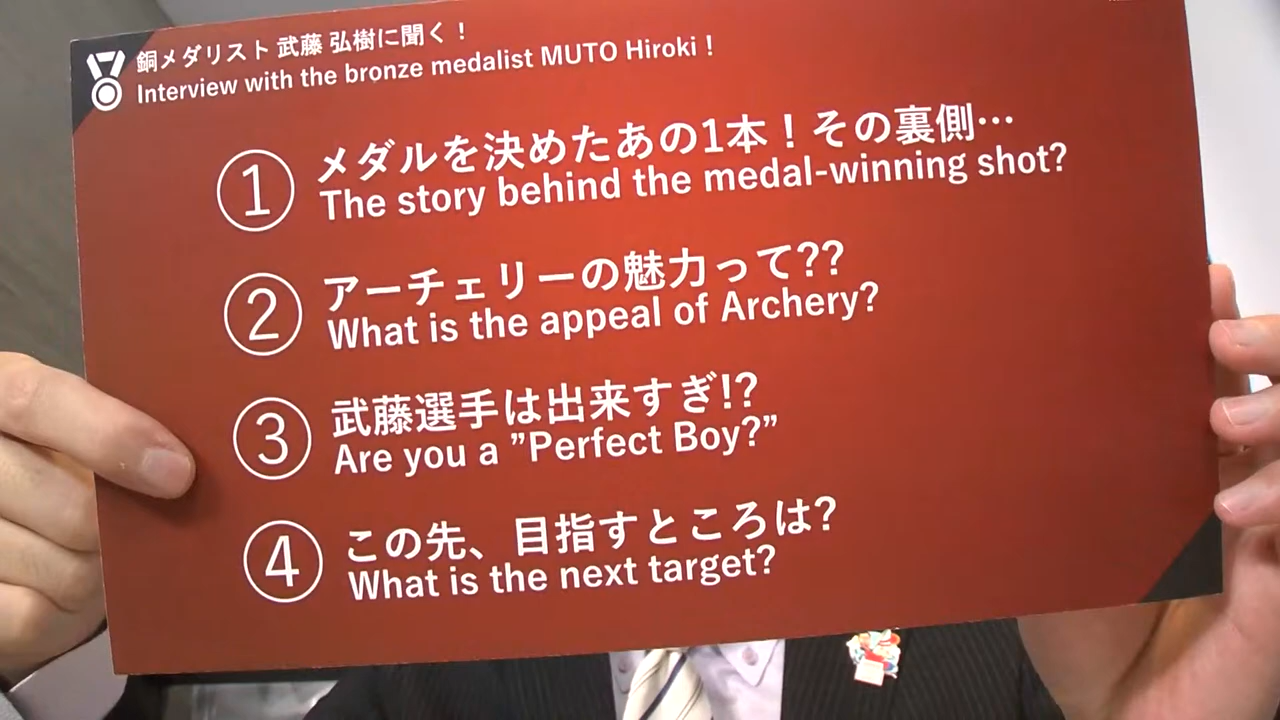 銅メダリスト 武藤 弘樹に聞く！
Interview with the bronze medalist MUTO Hiroki !
① メダルを決めたあの1本！その裏側…
The story behind the medal-winning shot?
② アーチェリーの魅力って??
What is the appeal of Archery?
③ 武藤選手は出来すぎ!?
Are you a ”Perfect Boy?”
④ この先、目指すところは?
What is the next target?